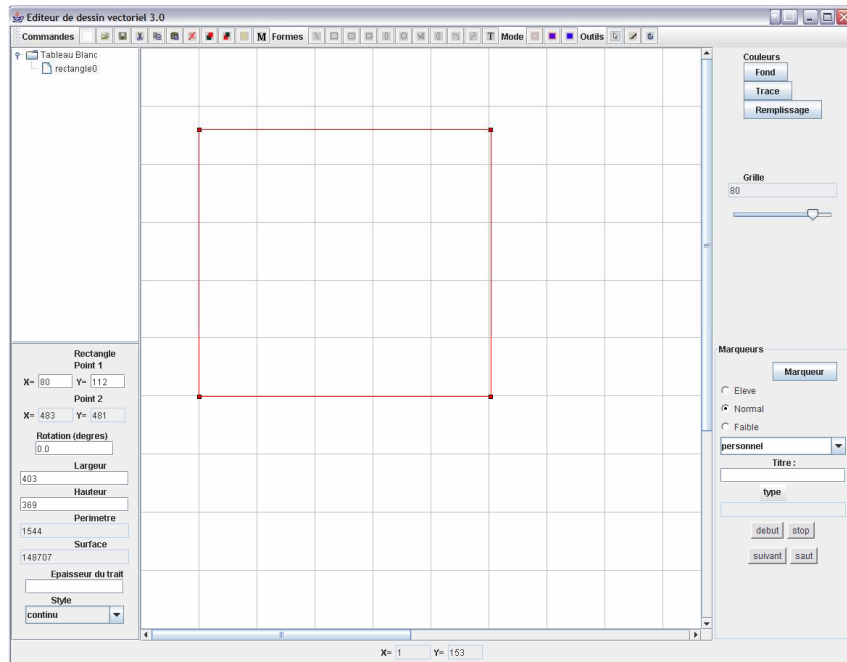 Editeur de dessin vectoriel 3.0
Commandes M Formes T Mode Outils
Tableau Blanc
rectangle0
Rectangle
Point 1
X= 80 Y= 112
Point 2
X= 483 Y= 481
Rotation (degres)
0.0
Largeur
403
Hauteur
369
Perimetre
1544
Surface
148707
Epaisseur du trait
Style
continu
X= 1 Y= 153
Couleurs
Fond
Trace
Remplissage
Grille
80
Marqueurs
Marqueur
Eleve
Normal
Faible
personnel
Titre :
type
debut stop
suivant saut